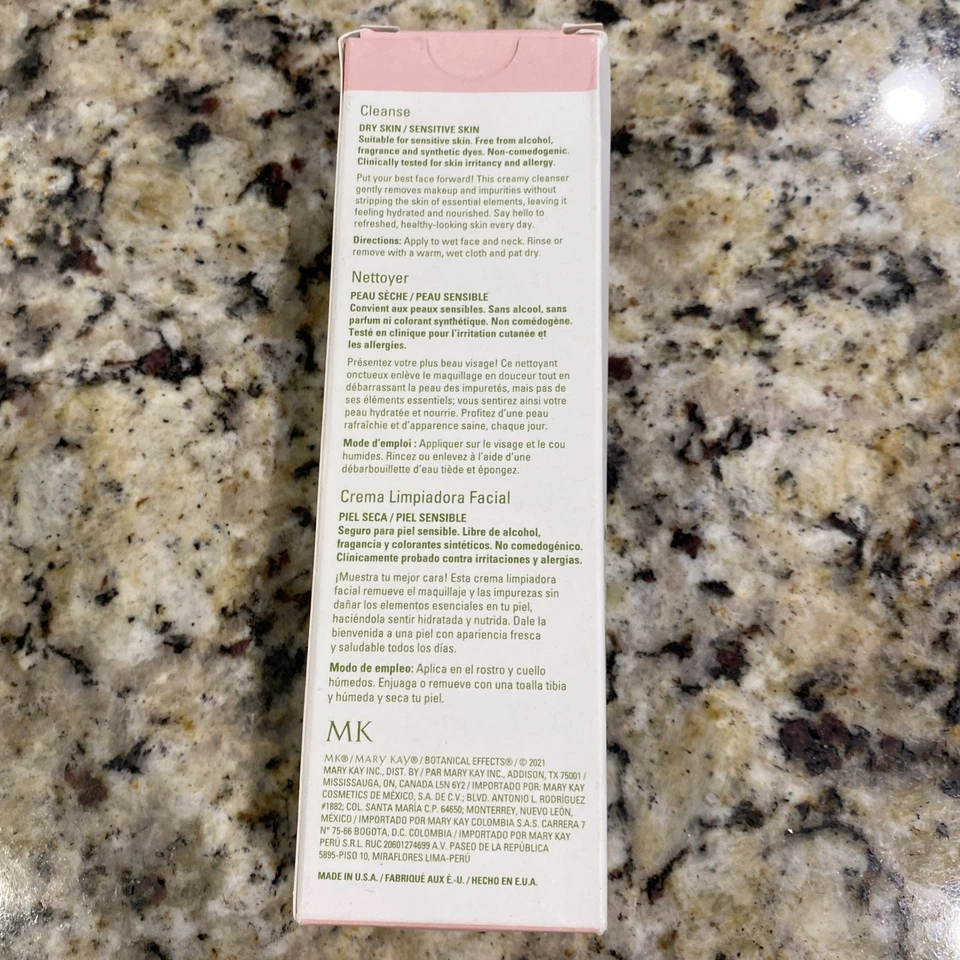 Cleanse
DRY SKIN / SENSITIVE SKIN
Suitable for sensitive skin. Free from alcohol,
fragrance and synthetic dyes. Non-comedogenic.
Clinically tested for skin irritancy and allergy.
Put your best face forward! This creamy cleanser
gently removes makeup and impurities without
stripping the skin of essential elements, leaving it
feeling hydrated and nourished. Say hello to
refreshed, healthy-looking skin every day.
Directions: Apply to wet face and neck. Rinse or
remove with a warm, wet cloth and pat dry.
Nettoyer
PEAU SÈCHE / PEAU SENSIBLE
Convient aux peaux sensibles. Sans alcool, sans
parfum ni colorant synthétique. Non comédogène.
Testé en clinique pour l'irritation cutanée et
les allergies.
Présentez votre plus beau visage! Ce nettoyant
onctueux enlève le maquillage en douceur tout en
débarrassant la peau des impuretés, mais pas de
ses éléments essentiels; vous sentirez ainsi votre
peau hydratée et nourrie. Profitez d'une peau
rafraîchie et d'apparence saine, chaque jour.
Mode d'emploi : Appliquer sur le visage et le cou
humides. Rincez ou enlevez à l'aide d'une
débarbouillette d'eau tiède et épongez.
Crema Limpiadora Facial
PIEL SECA / PIEL SENSIBLE
Seguro para piel sensible. Libre de alcohol,
fragancia y colorantes sintéticos. No comedogénico.
Clínicamente probado contra irritaciones y alergias.
¡Muestra tu mejor cara! Esta crema limpiadora
facial remueve el maquillaje y las impurezas sin
dañar los elementos esenciales en tu piel,
haciéndola sentir hidratada y nutrida. Dale la
bienvenida a una piel con apariencia fresca
y saludable todos los días.
Modo de empleo: Aplica en el rostro y cuello
húmedos. Enjuaga o remueve con una toalla tibia
y húmeda y seca tu piel.
MK
MK® / MARY KAY® / BOTANICAL EFFECTS® / © 2021
MARY KAY INC., DIST. BY / PAR MARY KAY INC., ADDISON, TX 75001 /
MISSISSAUGA, ON, CANADA L5N 6Y2 / IMPORTADO POR: MARY KAY
COSMETICS DE MÉXICO, S.A. DE C.V.; BLVD. ANTONIO L. RODRÍGUEZ
#1882; COL. SANTA MARÍA C.P. 64650; MONTERREY, NUEVO LEÓN,
MÉXICO / IMPORTADO POR MARY KAY COLOMBIA S.A.S. CARRERA 7
N° 75-66 BOGOTA, D.C. COLOMBIA / IMPORTADO POR MARY KAY
PERÚ S.R.L. RUC 20601274699 A.V. PASEO DE LA REPÚBLICA
5895-PISO 10, MIRAFLORES LIMA-PERÚ
MADE IN U.S.A. / FABRIQUÉ AUX É.-U. / HECHO EN E.U.A.